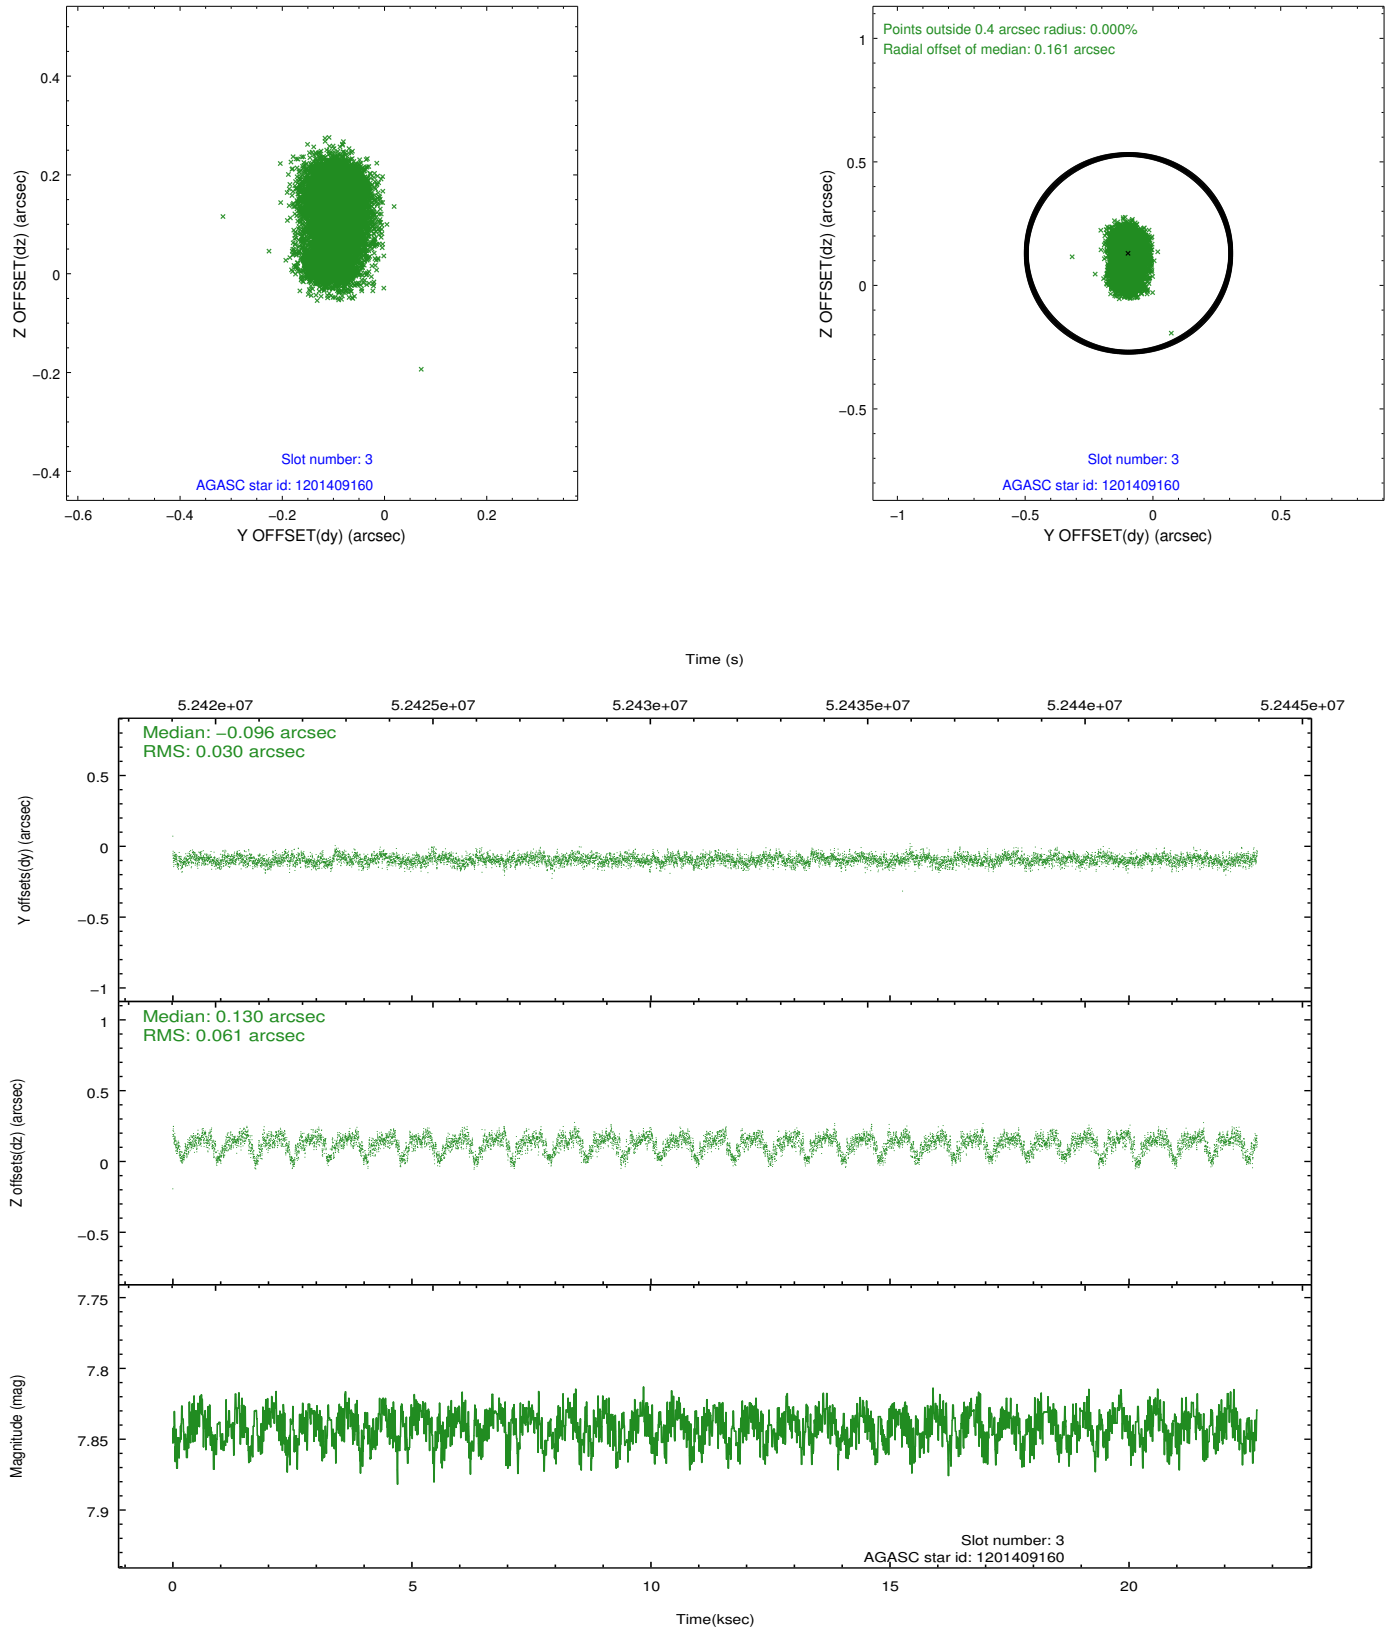 0.4
0.2
0
−0.2
−0.4
Z OFFSET(dz) (arcsec)
Slot number: 3
AGASC star id: 1201409160
−0.6
−0.4
−0.2
0
0.2
Y OFFSET(dy) (arcsec)
Points outside 0.4 arcsec radius: 0.000%
Radial offset of median: 0.161 arcsec
1
0.5
0
−0.5
Z OFFSET(dz) (arcsec)
Slot number: 3
AGASC star id: 1201409160
−1
−0.5
0
0.5
Y OFFSET(dy) (arcsec)
Time (s)
5.242e+07
5.2425e+07
5.243e+07
5.2435e+07
5.244e+07
5.2445e+07
Median: −0.096 arcsec
RMS: 0.030 arcsec
0.5
0
−0.5
−1
Y offsets(dy) (arcsec)
Median: 0.130 arcsec
RMS: 0.061 arcsec
1
0.5
0
−0.5
Z offsets(dz) (arcsec)
7.75
7.8
7.85
7.9
Magnitude (mag)
Slot number: 3
AGASC star id: 1201409160
0
5
10
15
20
Time(ksec)